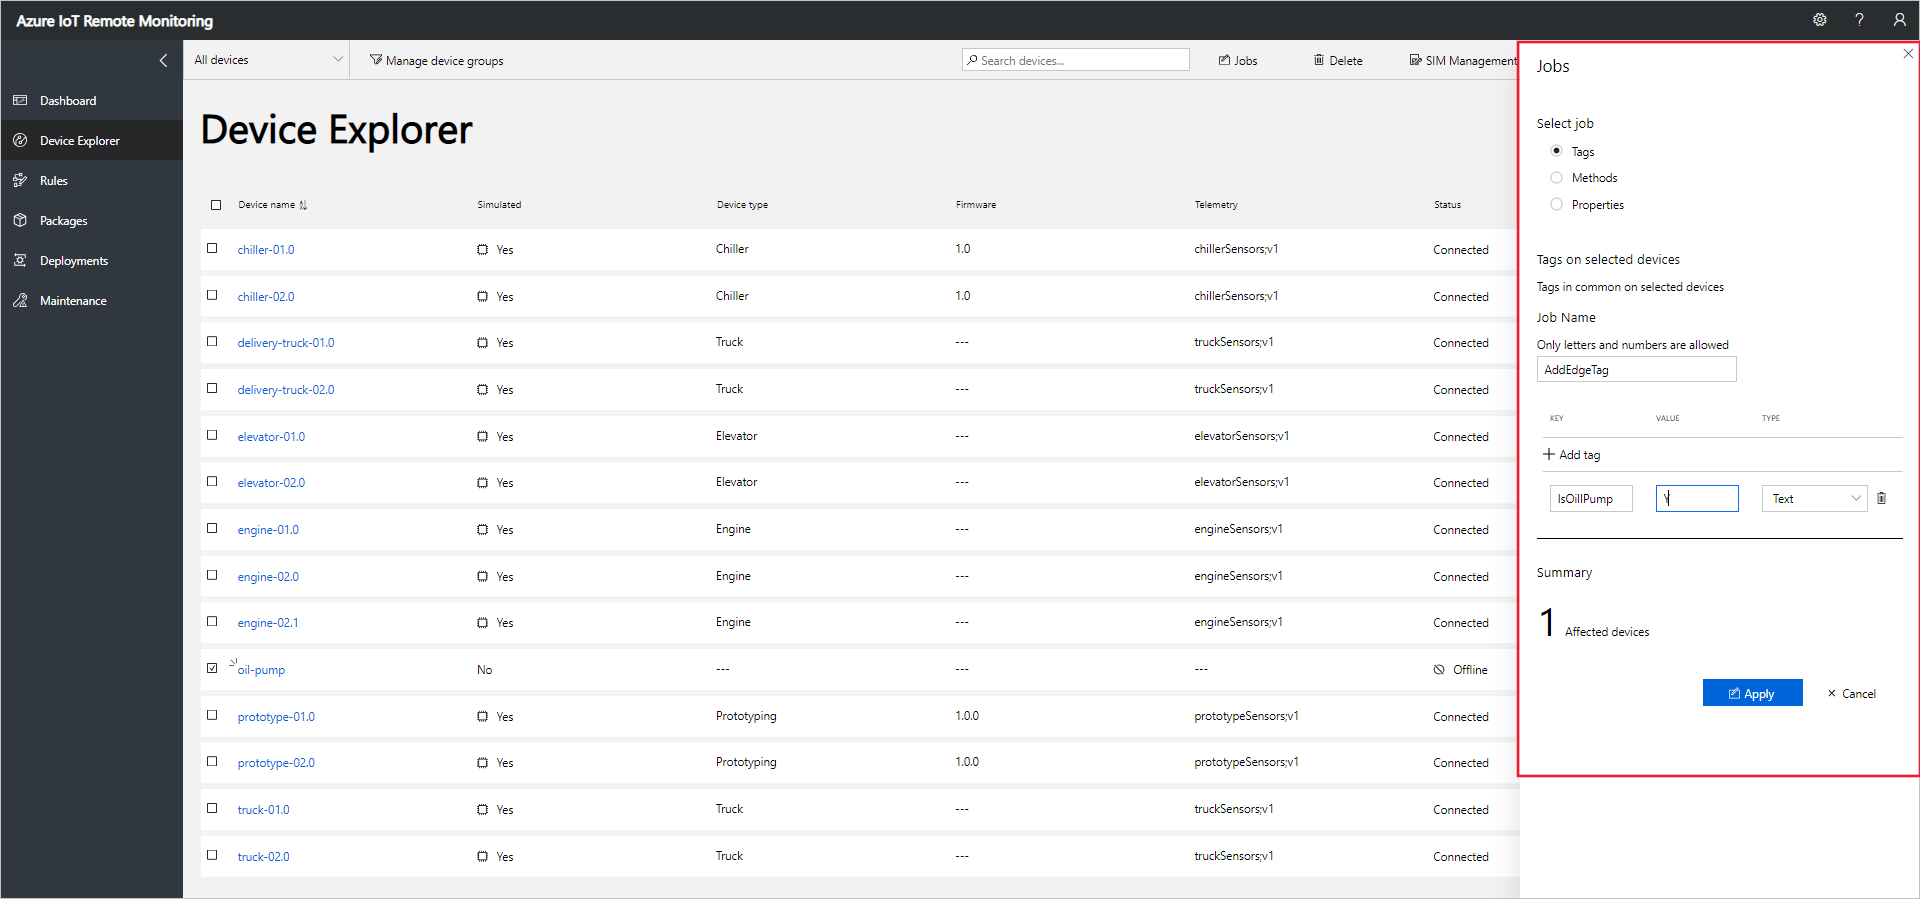 Azure IoT Remote Monitoring
?
All devices
Manage device groups
Search devices...
Jobs
Delete
SIM Management
Dashboard
Device Explorer
Rules
Packages
Deployments
Maintenance
Device Explorer
Device name Simulated Device type Firmware Telemetry Status
chiller-01.0 Yes Chiller 1.0 chillerSensors;v1 Connected
chiller-02.0 Yes Chiller 1.0 chillerSensors;v1 Connected
delivery-truck-01.0 Yes Truck --- truckSensors;v1 Connected
delivery-truck-02.0 Yes Truck --- truckSensors;v1 Connected
elevator-01.0 Yes Elevator --- elevatorSensors;v1 Connected
elevator-02.0 Yes Elevator --- elevatorSensors;v1 Connected
engine-01.0 Yes Engine --- engineSensors;v1 Connected
engine-02.0 Yes Engine --- engineSensors;v1 Connected
engine-02.1 Yes Engine --- engineSensors;v1 Connected
oil-pump No --- --- --- Offline
prototype-01.0 Yes Prototyping 1.0.0 prototypeSensors;v1 Connected
prototype-02.0 Yes Prototyping 1.0.0 prototypeSensors;v1 Connected
truck-01.0 Yes Truck --- truckSensors;v1 Connected
truck-02.0 Yes Truck --- truckSensors;v1 Connected
Jobs
Select job
Tags
Methods
Properties
Tags on selected devices
Tags in common on selected devices
Job Name
Only letters and numbers are allowed
AddEdgeTag
KEY VALUE TYPE
Add tag
IsOillPump Y Text
Summary
1 Affected devices
Apply Cancel